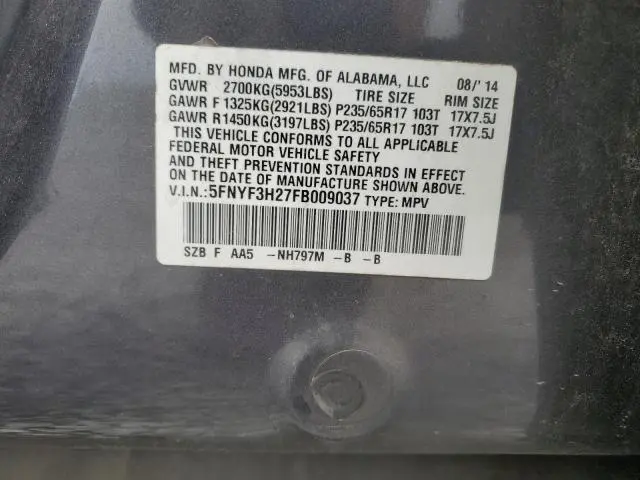 MFD. BY HONDA MFG. OF ALABAMA, LLC 08/'14
GVWR 2700KG(5953LBS) TIRE SIZE RIM SIZE
GAWR F 1325KG(2921LBS) P235/65R17 103T 17X7.5J
GAWR R1450KG(3197LBS) P235/65R17 103T 17X7.5J
THIS VEHICLE CONFORMS TO ALL APPLICABLE
FEDERAL MOTOR VEHICLE SAFETY
AND THEFT PREVENTION STANDARDS IN EFFECT
ON THE DATE OF MANUFACTURE SHOWN ABOVE.
V.I.N.:5FNYF3H27FB009037 TYPE: MPV
SZB F AA5 -NH797M -B -B